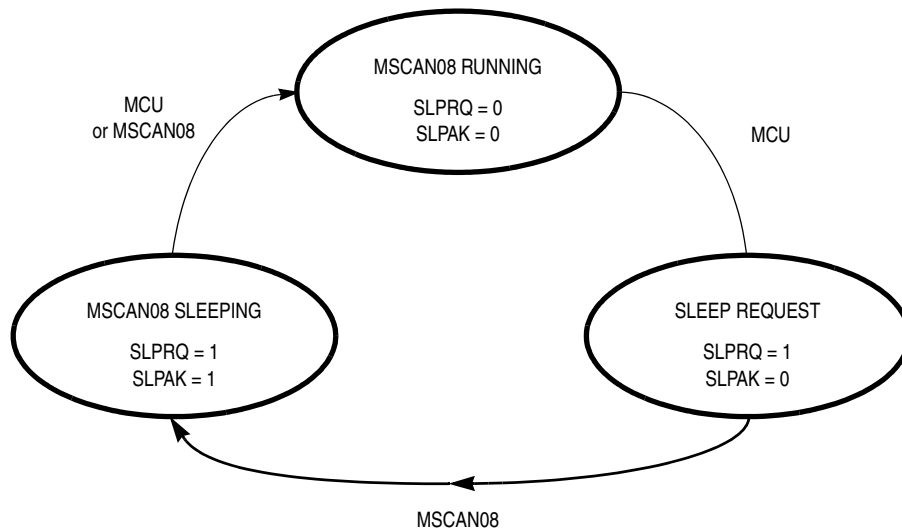 MSCAN08 RUNNING
SLPRQ = 0
SLPAK = 0
MCU
or MSCAN08
MCU
MSCAN08 SLEEPING
SLPRQ = 1
SLPAK = 1
SLEEP REQUEST
SLPRQ = 1
SLPAK = 0
MSCAN08